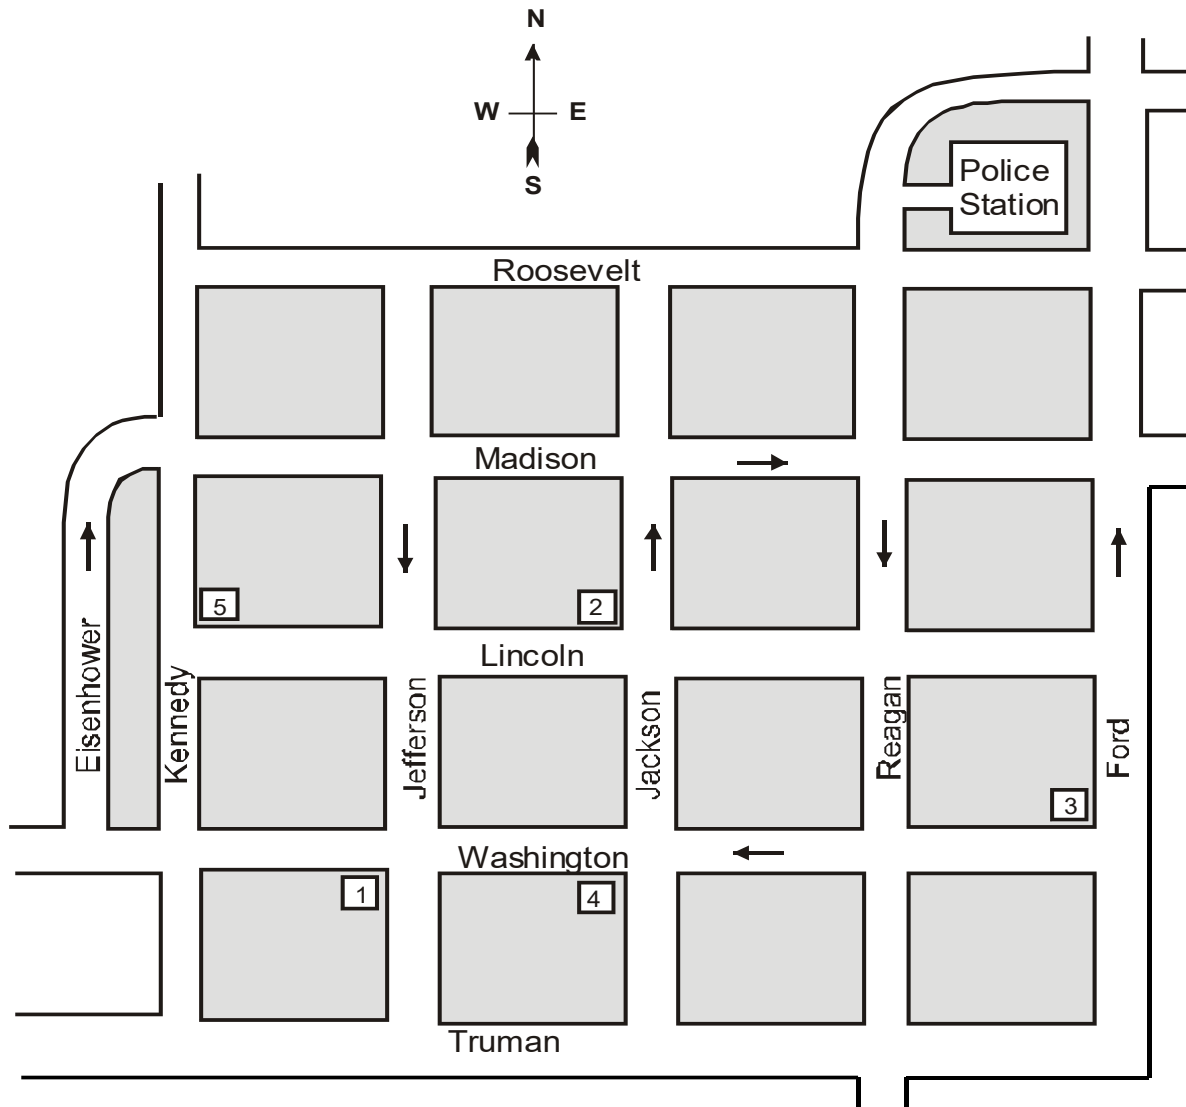 N
W E
S
Police
Station
Roosevelt
Madison
5
2
Lincoln
Eisenhower
Kennedy
Jefferson
Jackson
Reagan
Ford
3
Washington
1
4
Truman